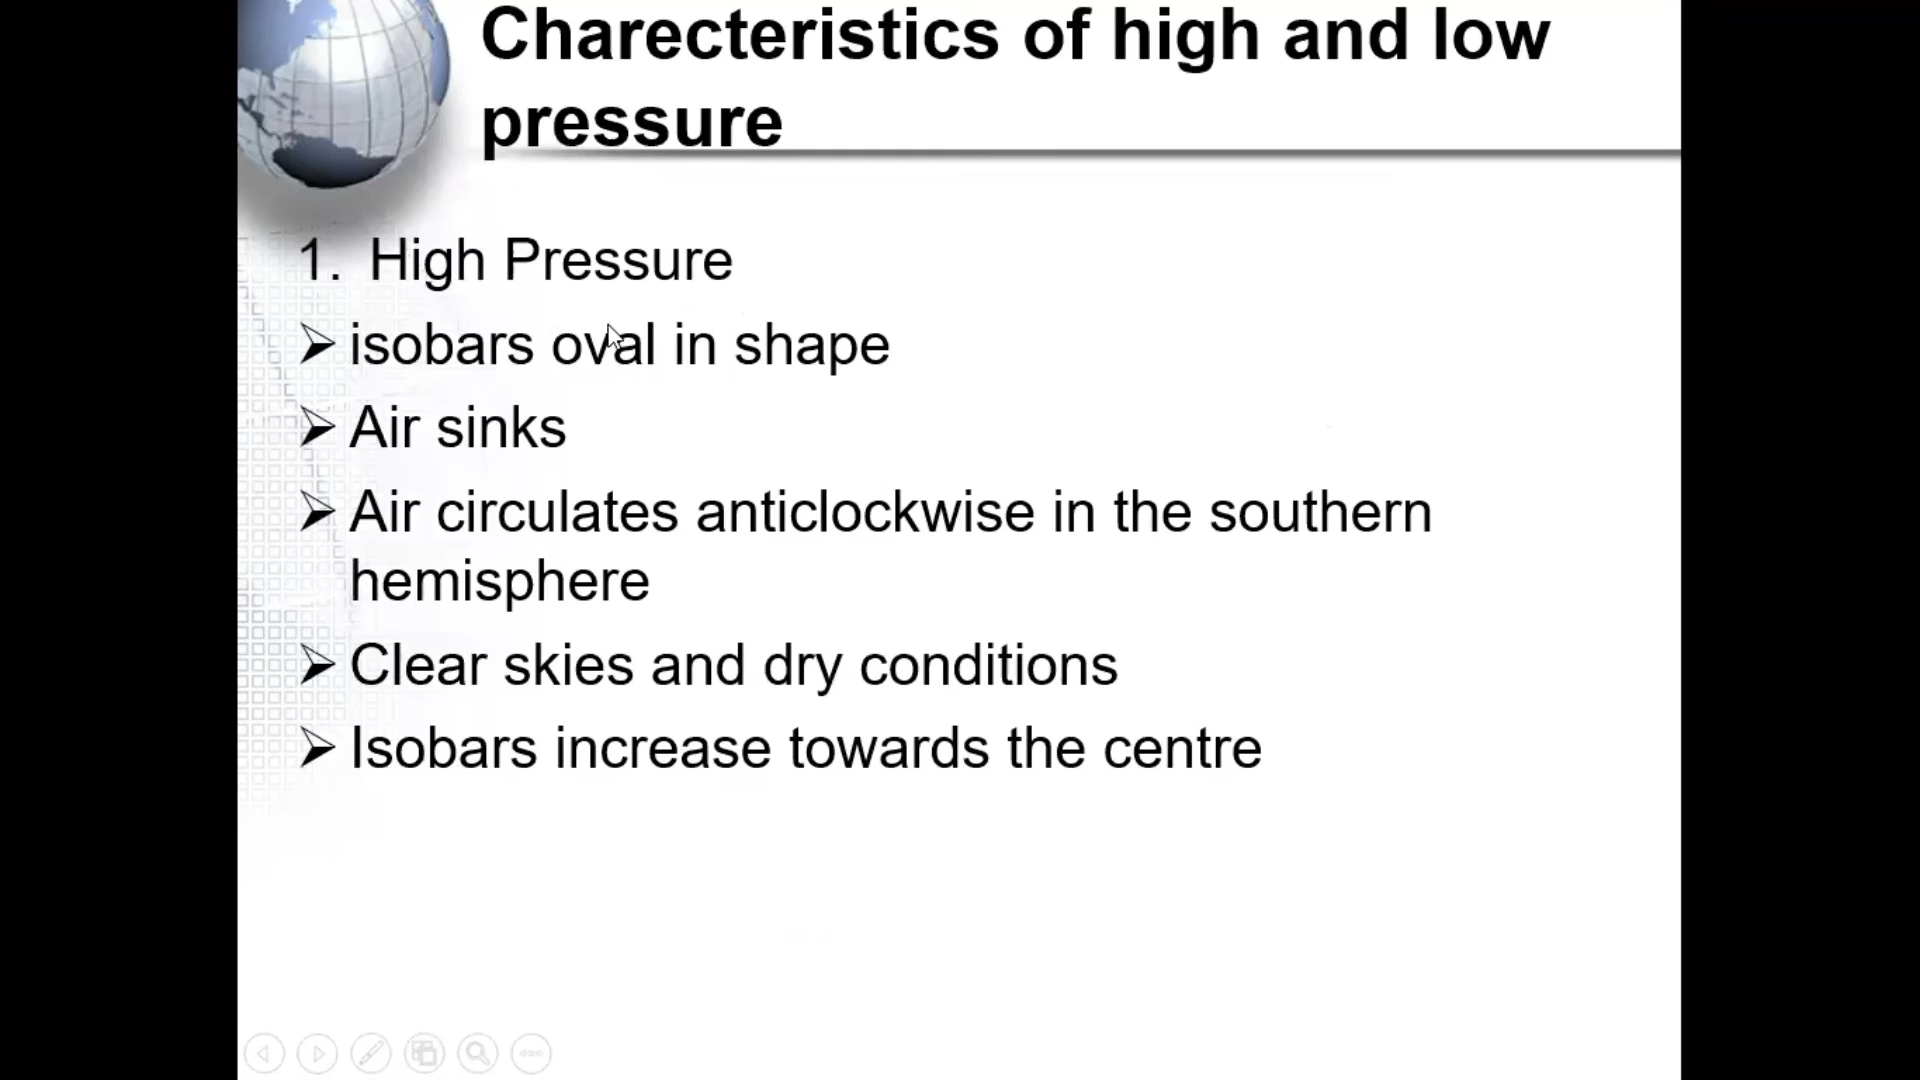 Charecteristics of high and low
pressure
1. High Pressure
➢ isobars oval in shape
➢ Air sinks
➢ Air circulates anticlockwise in the southern
hemisphere
➢ Clear skies and dry conditions
➢ Isobars increase towards the centre